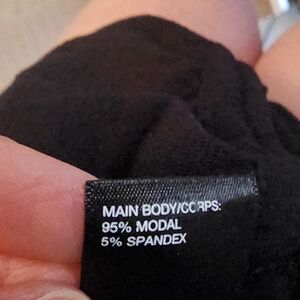 MAIN BODY/CORPS:
95% MODAL
5% SPANDEX